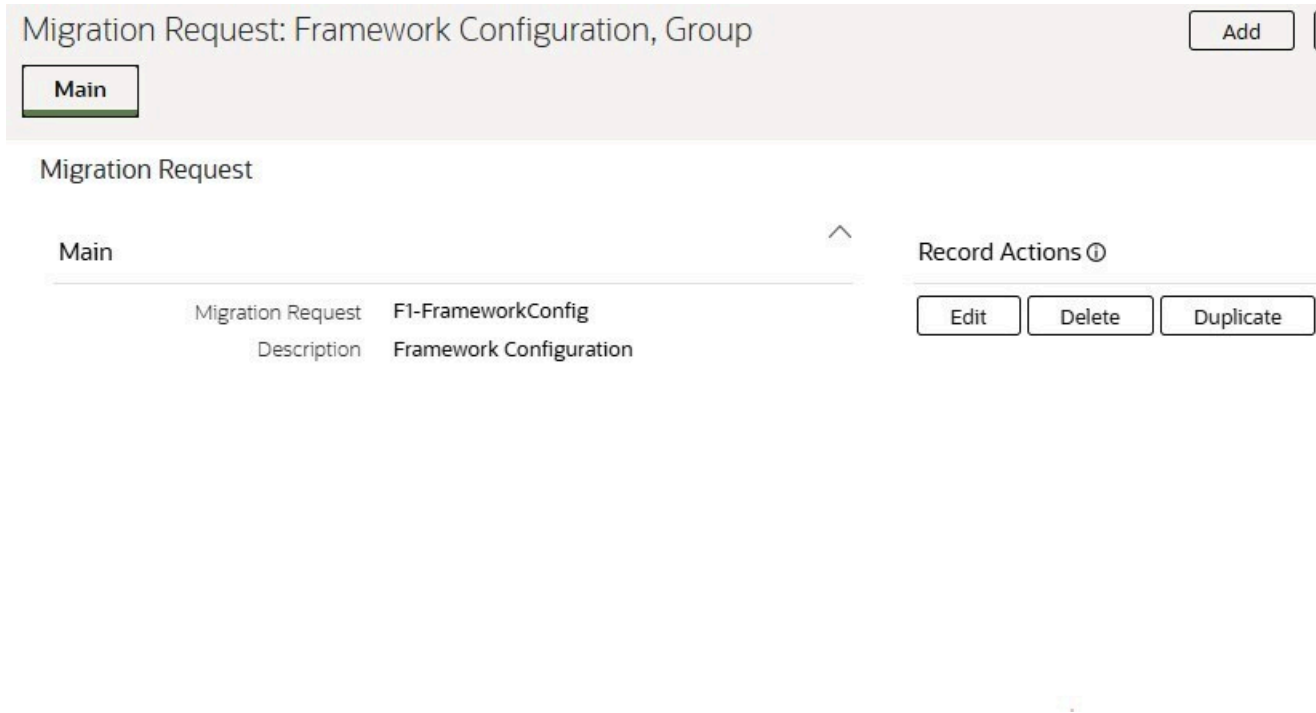 Migration Request: Framework Configuration, Group
Add
Main
Migration Request
Main
Record Actions
Migration Request F1-FrameworkConfig
Edit Delete Duplicate
Description Framework Configuration